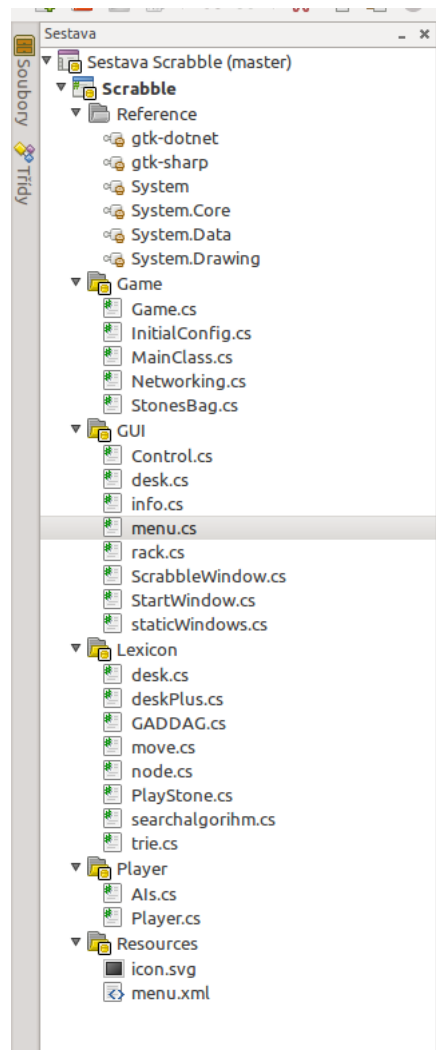 Sestava
Soubory
Třídy
Sestava Scrabble (master)
Scrabble
Reference
gtk-dotnet
gtk-sharp
System
System.Core
System.Data
System.Drawing
Game
Game.cs
InitialConfig.cs
MainClass.cs
Networking.cs
StonesBag.cs
GUI
Control.cs
desk.cs
info.cs
menu.cs
rack.cs
ScrabbleWindow.cs
StartWindow.cs
staticWindows.cs
Lexicon
desk.cs
deskPlus.cs
GADDAG.cs
move.cs
node.cs
PlayStone.cs
searchalgorihm.cs
trie.cs
Player
AIs.cs
Player.cs
Resources
icon.svg
menu.xml